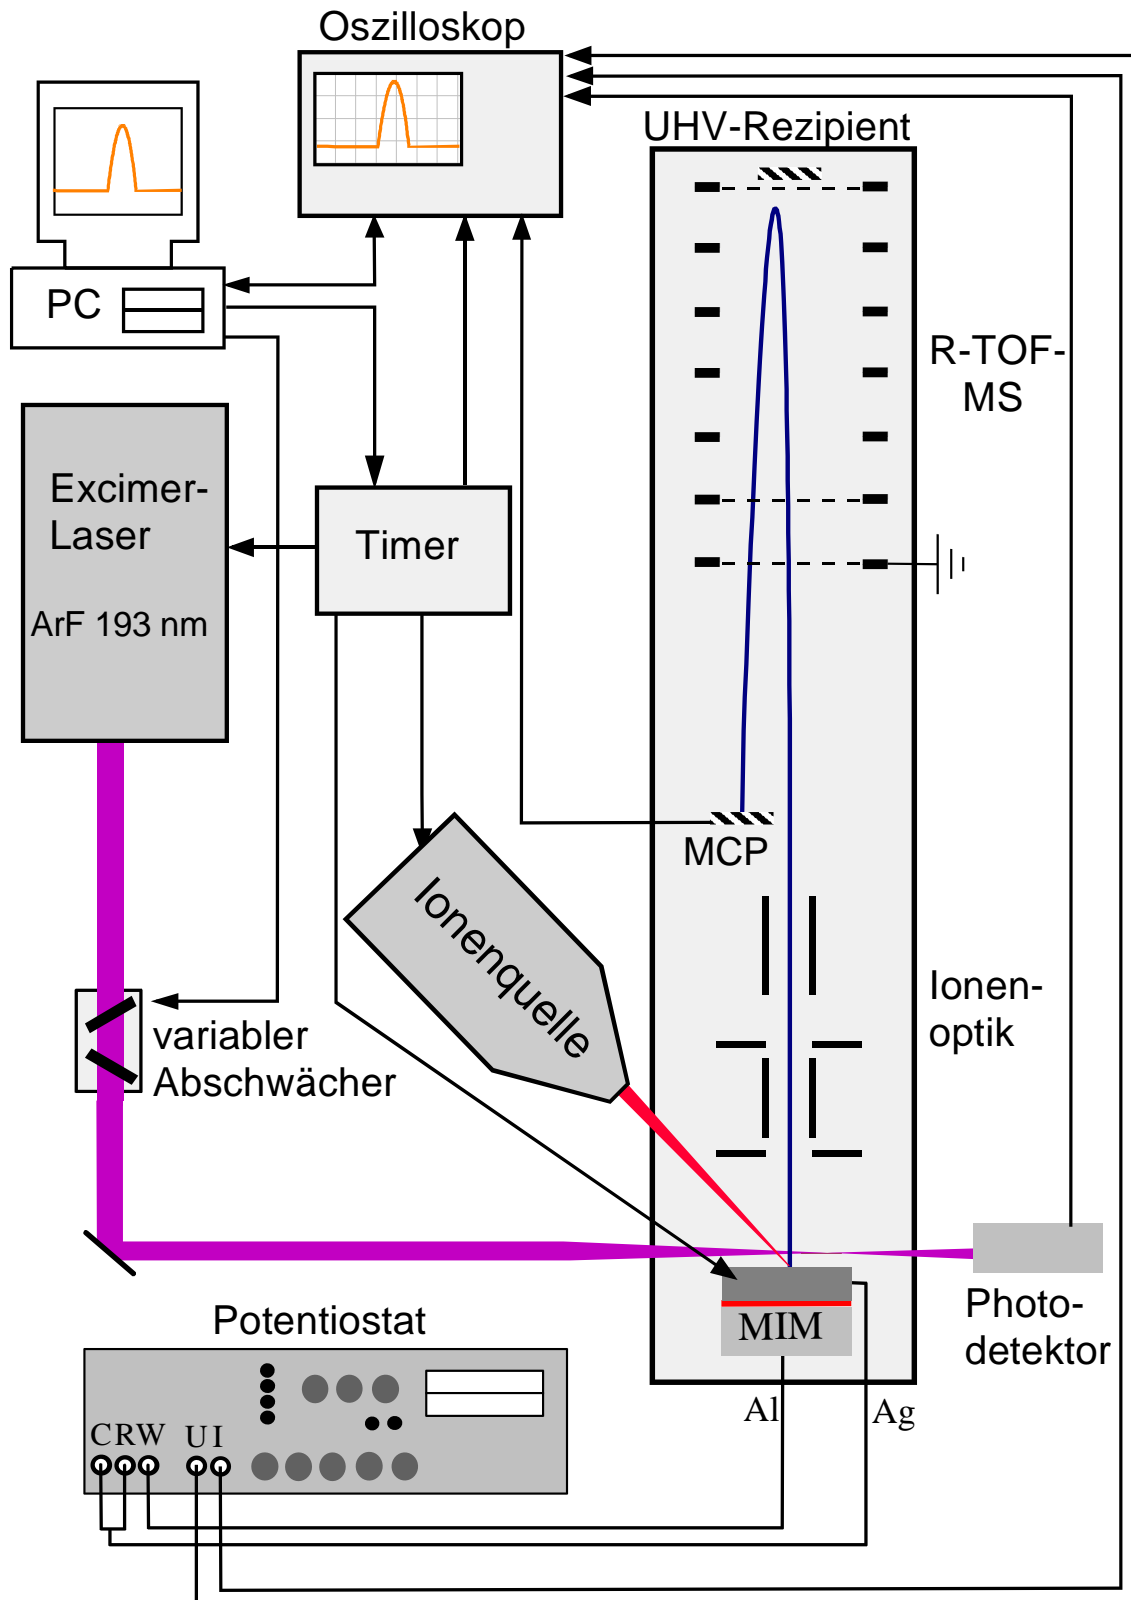 Oszilloskop
UHV-Rezipient
PC
R-TOF-
MS
Excimer-
Laser
ArF 193 nm
Timer
MCP
Ionenquelle
Ionen-
optik
variabler
Abschwächer
Photo-
detektor
MIM
Potentiostat
Al
Ag
CRW UI